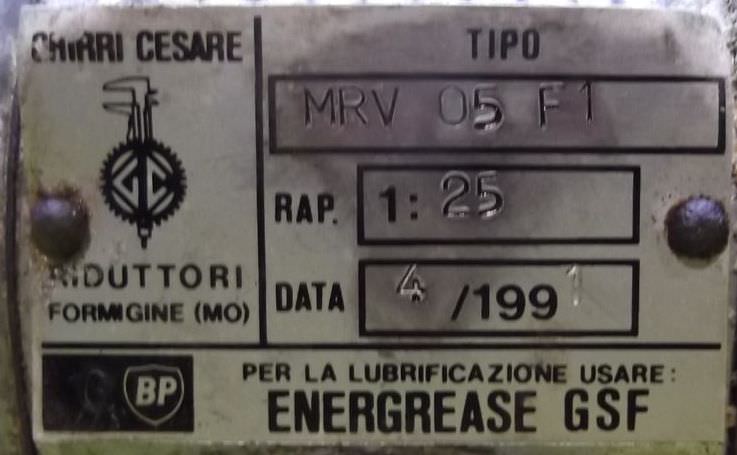 GHIRRI CESARE
RIDUTTORI
FORMIGINE (MO)
TIPO
MRV 05 F1
RAP. 1: 25
DATA 4 /1991
BP
PER LA LUBRIFICAZIONE USARE:
ENERGREASE GSF